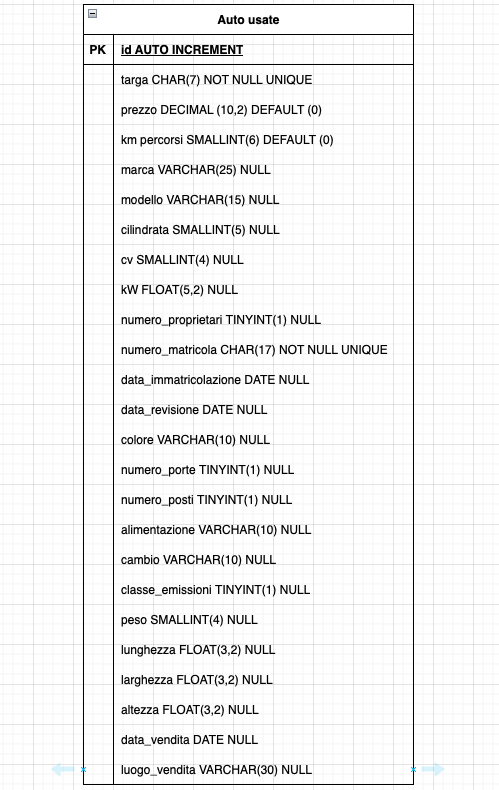 Auto usate
PK id AUTO INCREMENT
targa CHAR(7) NOT NULL UNIQUE
prezzo DECIMAL (10,2) DEFAULT (0)
km percorsi SMALLINT(6) DEFAULT (0)
marca VARCHAR(25) NULL
modello VARCHAR(15) NULL
cilindrata SMALLINT(5) NULL
cv SMALLINT(4) NULL
kW FLOAT(5,2) NULL
numero_proprietari TINYINT(1) NULL
numero_matricola CHAR(17) NOT NULL UNIQUE
data_immatricolazione DATE NULL
data_revisione DATE NULL
colore VARCHAR(10) NULL
numero_porte TINYINT(1) NULL
numero_posti TINYINT(1) NULL
alimentazione VARCHAR(10) NULL
cambio VARCHAR(10) NULL
classe_emissioni TINYINT(1) NULL
peso SMALLINT(4) NULL
lunghezza FLOAT(3,2) NULL
larghezza FLOAT(3,2) NULL
altezza FLOAT(3,2) NULL
data_vendita DATE NULL
luogo_vendita VARCHAR(30) NULL